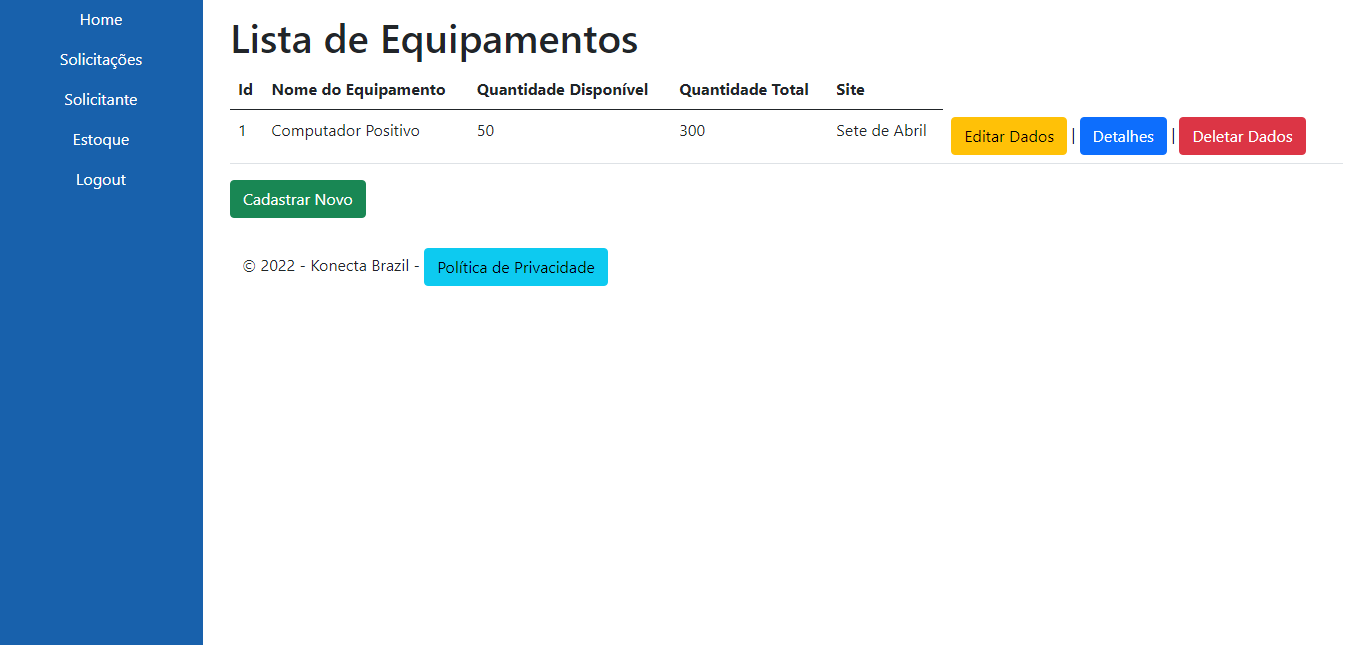 Home
Solicitações
Solicitante
Estoque
Logout
Lista de Equipamentos
Id Nome do Equipamento Quantidade Disponível Quantidade Total Site
1 Computador Positivo 50 300 Sete de Abril Editar Dados | Detalhes | Deletar Dados
Cadastrar Novo
© 2022 - Konecta Brazil - Política de Privacidade